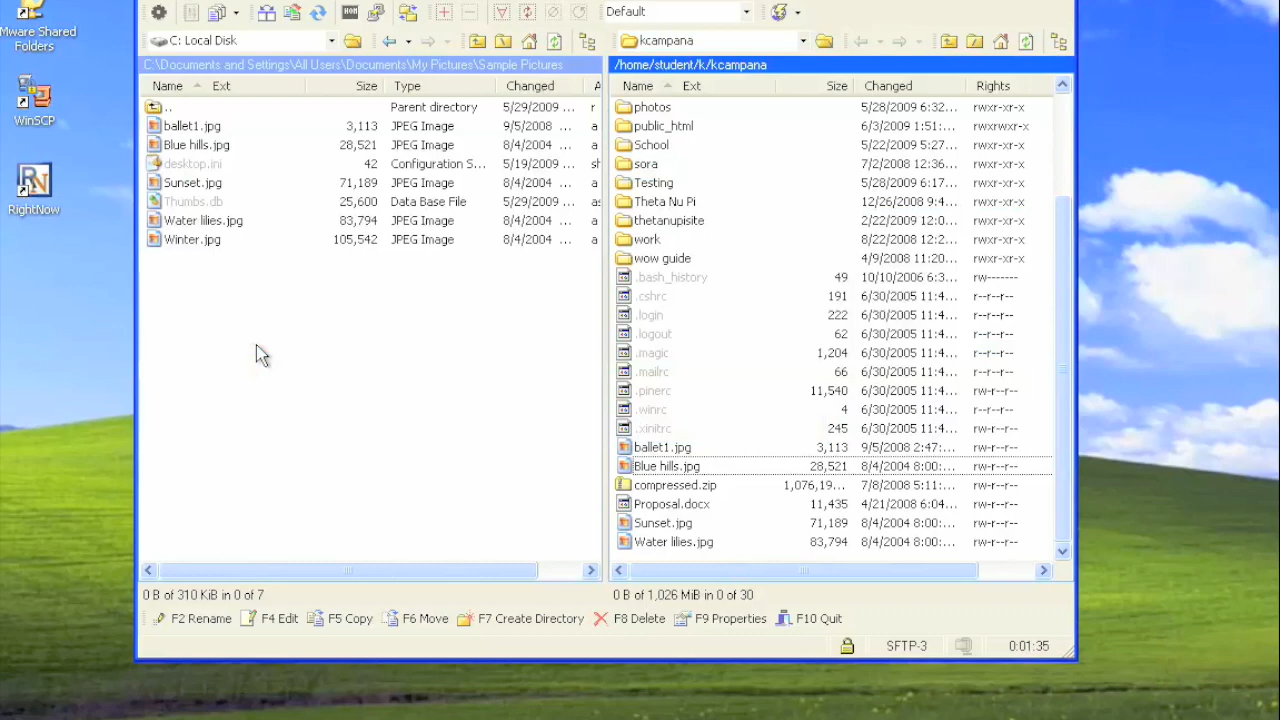 Mware Shared
Folders
WinSCP
RightNow
Default
C: Local Disk
kcampana
C:\Documents and Settings\All Users\Documents\My Pictures\Sample Pictures
/home/student/k/kcampana
Name Ext Size Type Changed A
.. Parent directory 5/29/2009 ... r
ballet1.jpg 3,113 JPEG Image 9/5/2008 ... a
Blue hills.jpg 28,521 JPEG Image 8/4/2004 ... a
desktop.ini 42 Configuration S... 5/19/2009 ... sh
Sunset.jpg 71,189 JPEG Image 8/4/2004 ... a
Thumbs.db 25,600 Data Base File 5/29/2009 ... as
Water lilies.jpg 83,794 JPEG Image 8/4/2004 ... a
Winter.jpg 105,542 JPEG Image 8/4/2004 ... a
0 B of 310 KiB in 0 of 7
Name Ext Size Changed Rights
photos 5/28/2009 6:32... rwxr-xr-x
public_html 6/3/2009 1:51:... rwxrwxr-x
School 5/22/2009 5:27... rwxr-xr-x
sora 7/2/2008 12:36... rwxr-xr-x
Testing 5/28/2009 6:17... rwxr-xr-x
Theta Nu Pi 12/26/2008 9:4... rwxr-xr-x
thetanupisite 2/22/2009 12:0... rwxr-xr-x
work 8/22/2008 12:2... rwxr-xr-x
wow guide 4/9/2008 11:20... rwxr-xr-x
.bash_history 49 10/10/2006 6:3... rw-------
.cshrc 191 6/30/2005 11:4... r--r--r--
.login 222 6/30/2005 11:4... r--r--r--
.logout 62 6/30/2005 11:4... r--r--r--
.magic 1,204 6/30/2005 11:4... r--r--r--
.mailrc 66 6/30/2005 11:4... r--r--r--
.pinerc 11,540 6/30/2005 11:4... rw-r--r--
.winrc 4 6/30/2005 11:4... r--r--r--
.xinitrc 245 6/30/2005 11:4... rw-r--r--
ballet1.jpg 3,113 9/5/2008 2:47:... rw-r--r--
Blue hills.jpg 28,521 8/4/2004 8:00:... rw-r--r--
compressed.zip 1,076,19... 7/8/2008 5:11:... rw-r--r--
Proposal.docx 11,435 4/21/2008 6:04... rw-r--r--
Sunset.jpg 71,189 8/4/2004 8:00:... rw-r--r--
Water lilies.jpg 83,794 8/4/2004 8:00:... rw-r--r--
0 B of 1,026 MiB in 0 of 30
F2 Rename F4 Edit F5 Copy F6 Move F7 Create Directory F8 Delete F9 Properties F10 Quit
SFTP-3 0:01:35